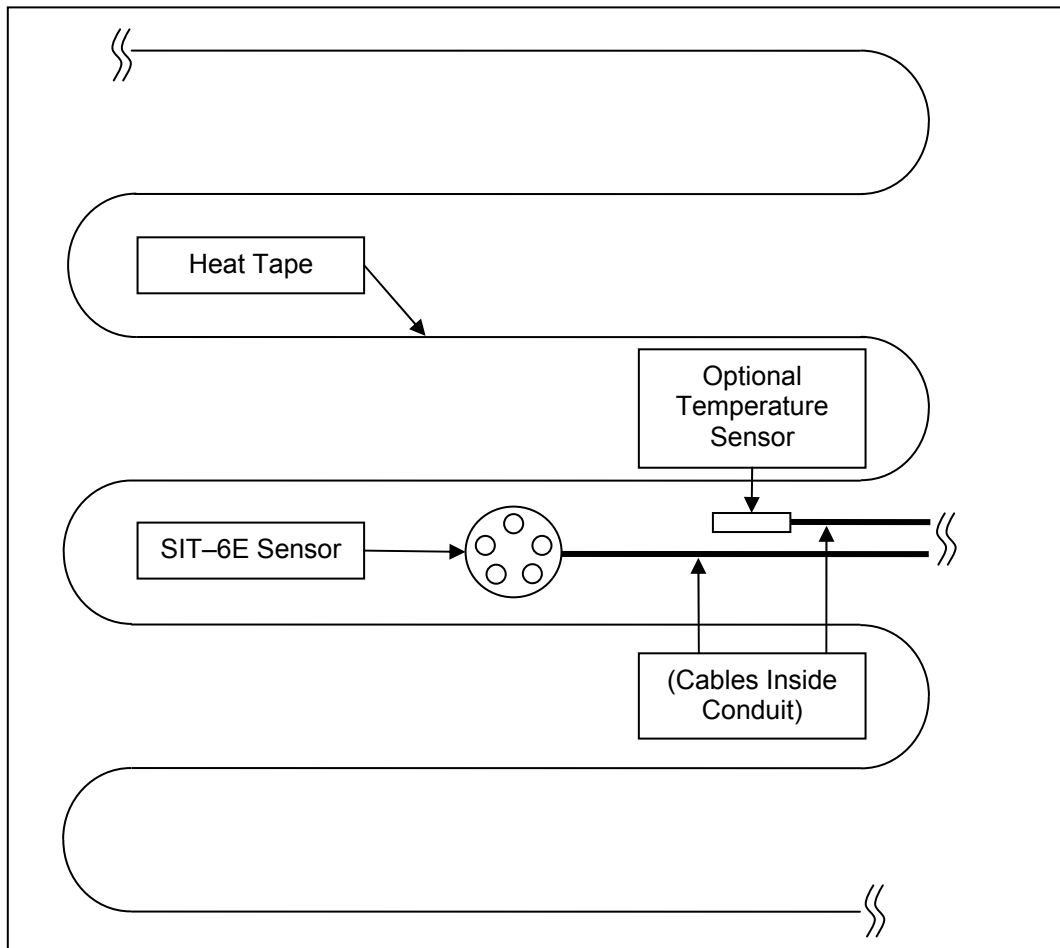 Heat Tape
Optional
Temperature
Sensor
SIT–6E Sensor
(Cables Inside
Conduit)